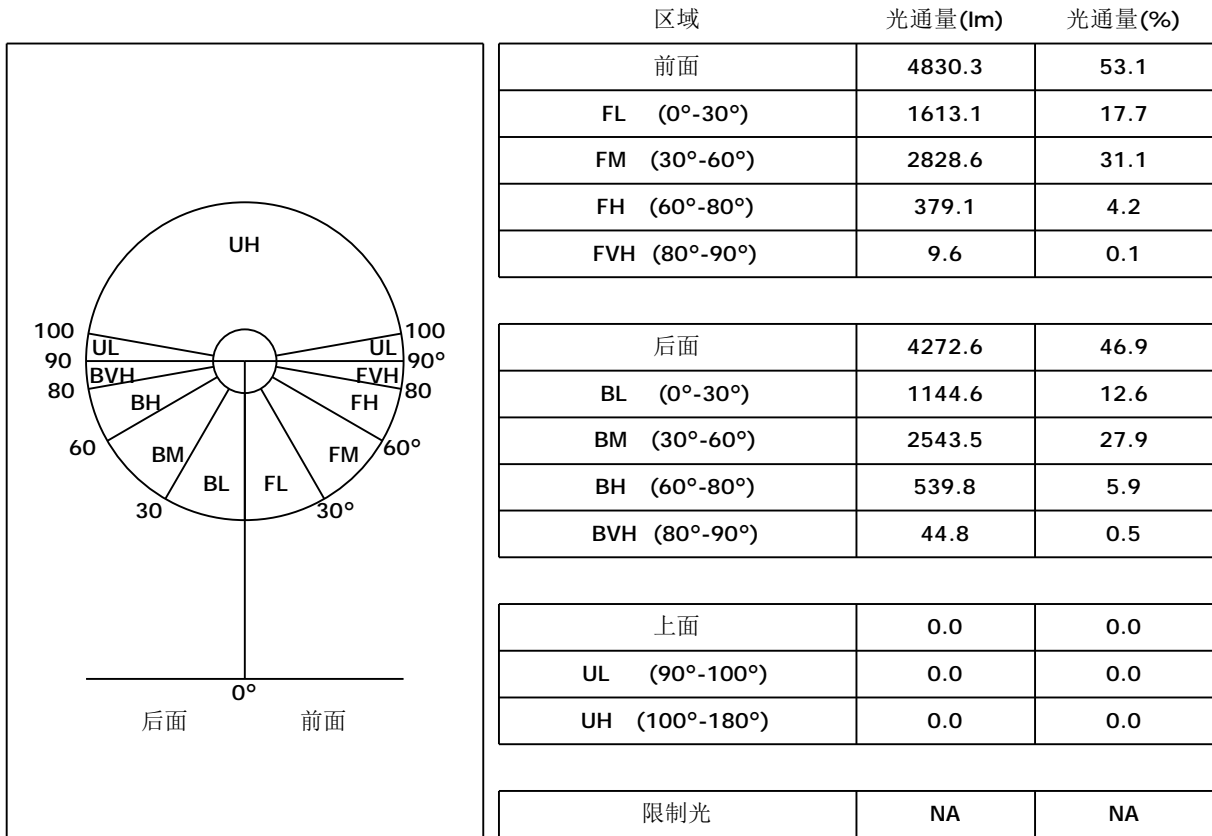 区域 光通量(lm) 光通量(%)
前面 4830.3 53.1
FL (0°-30°) 1613.1 17.7
FM (30°-60°) 2828.6 31.1
FH (60°-80°) 379.1 4.2
FVH (80°-90°) 9.6 0.1
后面 4272.6 46.9
BL (0°-30°) 1144.6 12.6
BM (30°-60°) 2543.5 27.9
BH (60°-80°) 539.8 5.9
BVH (80°-90°) 44.8 0.5
上面 0.0 0.0
UL (90°-100°) 0.0 0.0
UH (100°-180°) 0.0 0.0
限制光 NA NA
UH
100 100
UL UL
90 90°
BVH FVH
80 80
BH FH
60 60°
BM FM
BL FL
30 30°
0°
后面 前面